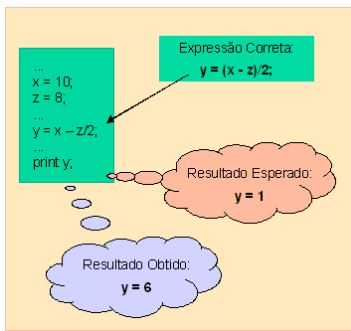 Expressão Correta:
y = (x - z)/2;
...
x = 10;
z = 8;
...
y = x – z/2;
...
print y;
Resultado Esperado:
y = 1
Resultado Obtido:
y = 6